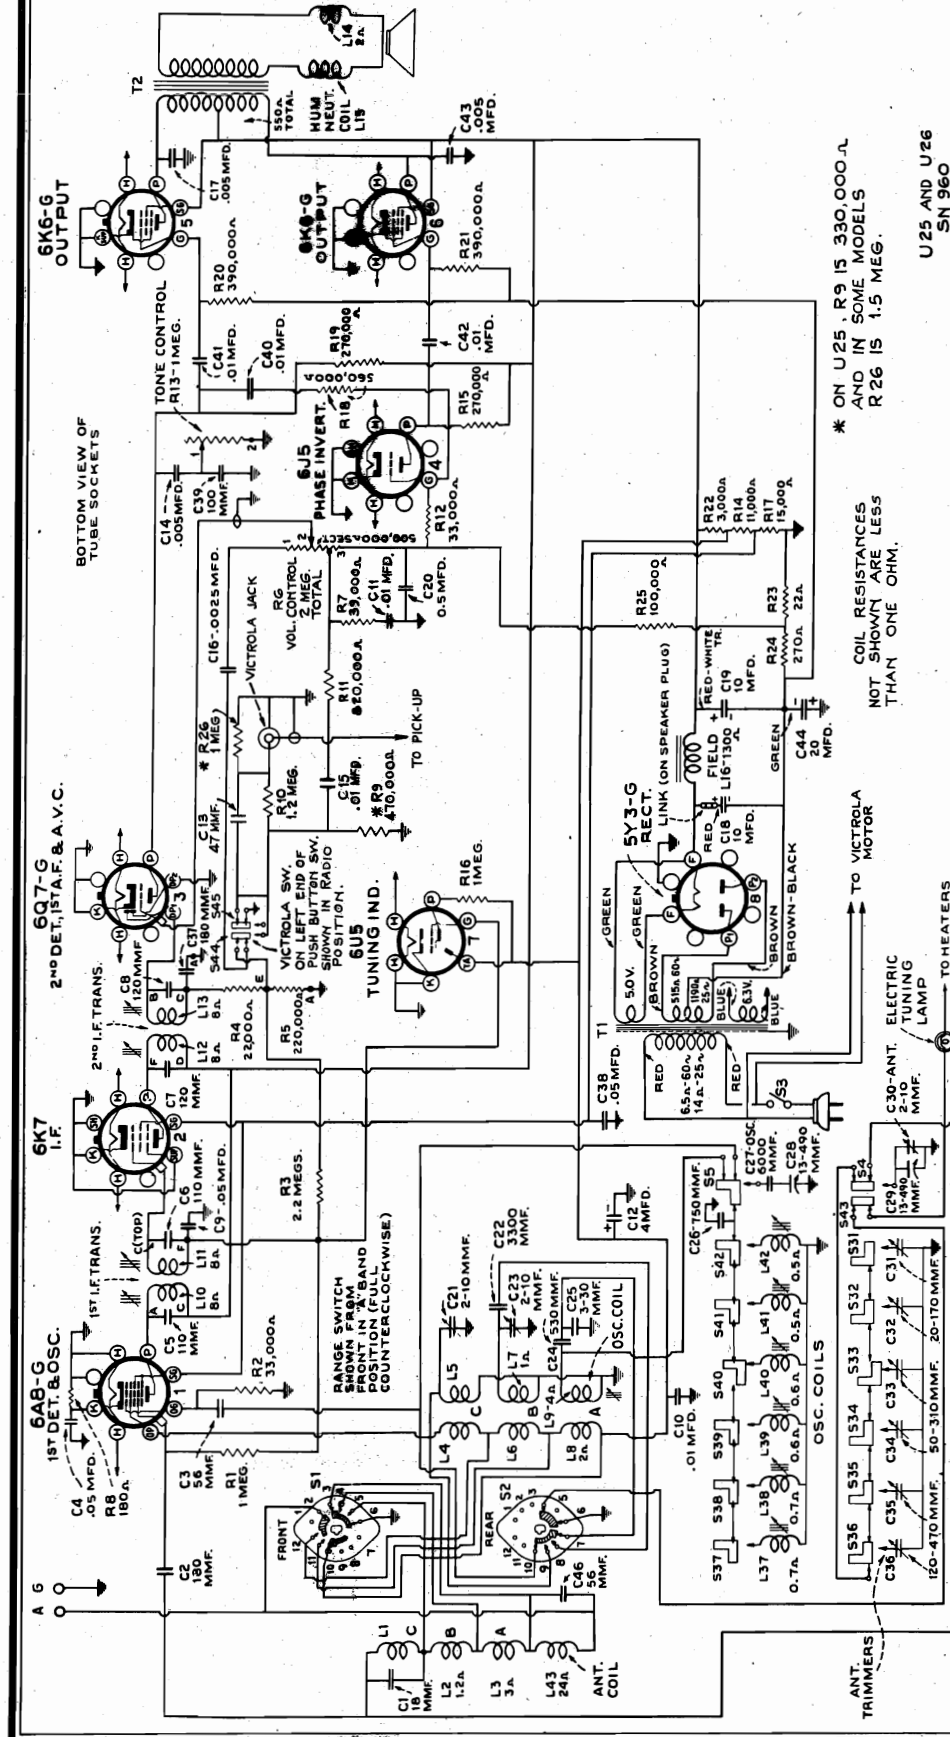 6A8-G
1ST DET. & OSC.
6K7
I.F.
6Q7-G
2ND DET., 1ST A.F. & A.V.C.
BOTTOM VIEW OF
TUBE SOCKETS
6K6-G
OUTPUT
A G
C4
.05 MFD.
R8
180Ω
C2
180
MMF.
C3
56
MMF.
R1
1 MEG.
R2
33,000Ω
1ST I.F. TRANS.
C5
110
MMF.
L10
8Ω
L11
8Ω
C(TOP)
C6
110 MMF.
C9-.05 MFD.
R3
2.2 MEGS.
2ND I.F. TRANS.
C7
120
MMF.
L12
8Ω
L13
8Ω
C8
120 MMF
C37
180 MMF.
R4
22,000Ω
R5
220,000Ω
S44
S45
VICTROLA SW.
ON LEFT END OF
PUSH BUTTON SW.
SHOWN IN RADIO
POSITION.
C13
47 MMF.
* R26
1 MEG
R10
1.2 MEG.
C16-.0025 MFD.
VICTROLA JACK
C15
.01 MFD.
* R9
470,000Ω
TO PICK-UP
R11
820,000Ω
R6
VOL. CONTROL
2 MEG.
TOTAL
500,000Ω SECT.
R7
39,000Ω
C11
.01 MFD.
C20
0.5 MFD.
C14
.005 MFD.
C39
100
MMF.
TONE CONTROL
R13-1 MEG.
C41
.01 MFD.
C40
.01 MFD.
R20
390,000Ω
R19
270,000Ω
R18
560,000Ω
6J5
PHASE INVERT.
R12
33,000Ω
R15
270,000
Ω
C42
.01
MFD.
R21
390,000Ω
6K6-G
OUTPUT
C17
.005 MFD.
T2
550Ω
TOTAL
HUM
NEUT.
COIL
L15
L14
2Ω
C43
.005
MFD.
6U5
TUNING IND.
R16
1 MEG.
RANGE SWITCH
SHOWN FROM
FRONT IN "A" BAND
POSITION (FULL
COUNTERCLOCKWISE)
FRONT
S1
REAR
S2
L1
C
C1
18
MMF.
L2
1.2Ω
B
L3
3Ω
A
L43
24Ω
ANT.
COIL
C46
56
MMF.
L4
L5
C
C21
2-10 MMF.
L6
L7
1Ω
B
C22
3300
MMF.
C23
2-10
MMF.
L8
2Ω
L9-4Ω
A
C24
530 MMF.
C25
3-30
MMF.
OSC. COIL
C10
.01 MFD.
C12
4 MFD.
C38
.05 MFD.
R25
100,000
Ω
R22
3,000Ω
R14
11,000Ω
R17
15,000
Ω
R23
22Ω
R24
270Ω
5Y3-G
RECT.
LINK (ON SPEAKER PLUG)
RED
C18
10
MFD.
FIELD
L16-1300
Ω
RED-WHITE
TR.
C19
10
MFD.
GREEN
C44
20
MFD.
T1
5.0V.
GREEN
GREEN
BROWN
515Ω 60~
1190Ω
25~
BLUE
6.3V.
BLUE
BROWN
BROWN-BLACK
RED
6.5Ω-60~
14Ω-25~
RED
S3
TO VICTROLA
MOTOR
S37
S38
S39
S40
S41
S42
S5
C26-750 MMF.
C27-OSC.
6000
MMF.
C28
13-490
MMF.
L37
0.7Ω
L38
0.7Ω
L39
0.6Ω
L40
0.6Ω
L41
0.5Ω
L42
0.5Ω
OSC. COILS
S36
S35
S34
S33
S32
S31
S43
S4
C29
13-490
MMF.
C30-ANT.
2-10
MMF.
ELECTRIC
TUNING
LAMP
TO HEATERS
ANT.
TRIMMERS
C36
C35
C34
C33
C32
C31
120-470 MMF.
50-310 MMF.
20-170 MMF.
COIL RESISTANCES
NOT SHOWN ARE LESS
THAN ONE OHM.
* ON U25, R9 IS 330,000Ω
AND IN SOME MODELS
R26 IS 1.5 MEG.
U25 AND U26
SN 960